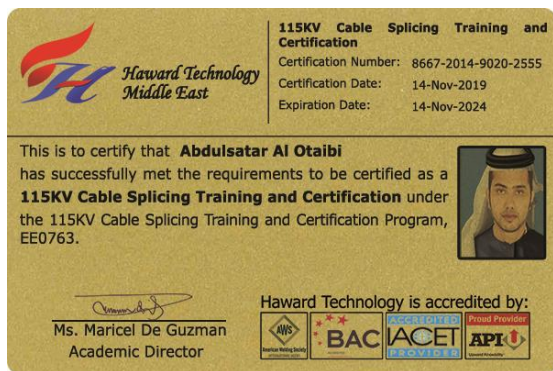 Haward Technology
Middle East
115KV Cable Splicing Training and
Certification
Certification Number: 8667-2014-9020-2555
Certification Date: 14-Nov-2019
Expiration Date: 14-Nov-2024
This is to certify that Abdulsatar Al Otaibi
has successfully met the requirements to be certified as a
115KV Cable Splicing Training and Certification under
the 115KV Cable Splicing Training and Certification Program,
EE0763.
Ms. Maricel De Guzman
Academic Director
Haward Technology is accredited by:
AWS
American Welding Society
BAC
ACCREDITED
IACET
PROVIDER
Proud Provider
API